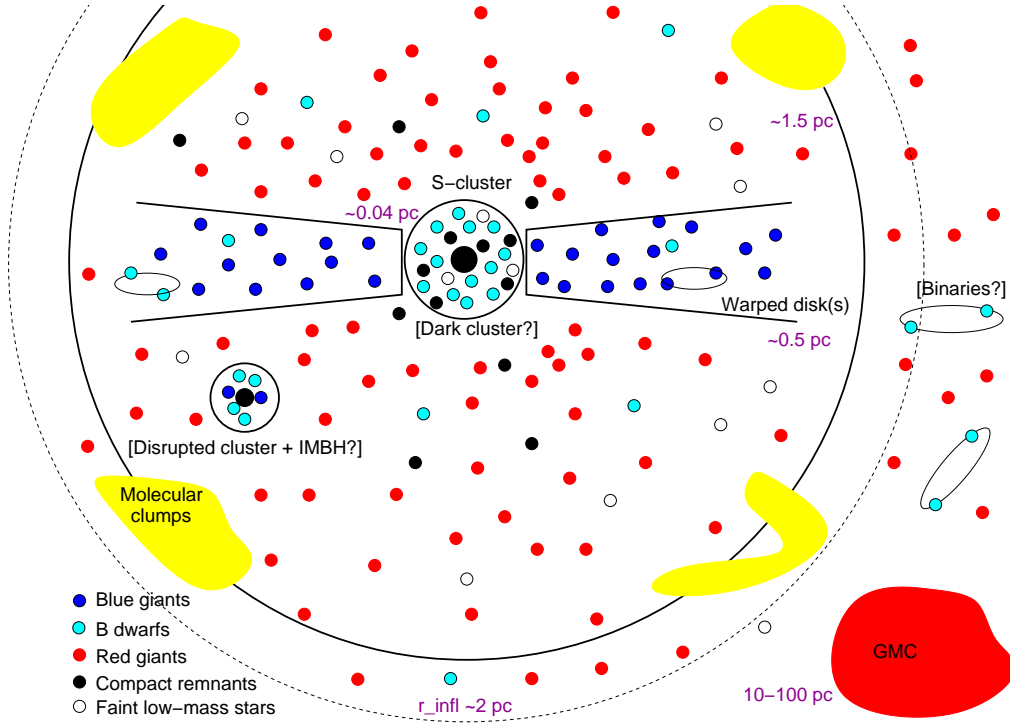 ~1.5 pc
S−cluster
~0.04 pc
[Binaries?]
Warped disk(s)
[Dark cluster?]
~0.5 pc
[Disrupted cluster + IMBH?]
Molecular
clumps
Blue giants
B dwarfs
Red giants
Compact remnants
Faint low−mass stars
GMC
10−100 pc
r_infl ~2 pc